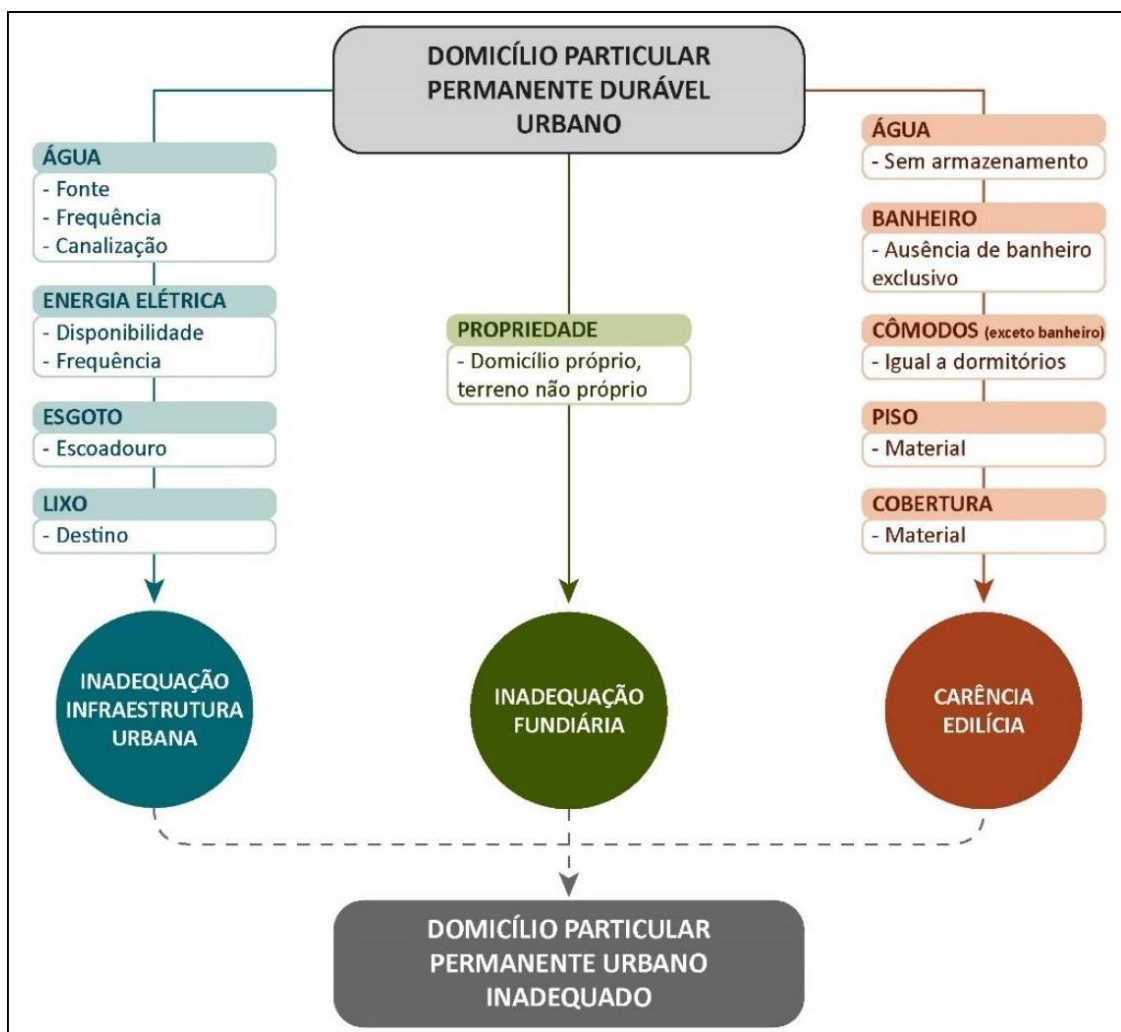 DOMICÍLIO PARTICULAR
PERMANENTE DURÁVEL
URBANO
ÁGUA
- Fonte
- Frequência
- Canalização
ENERGIA ELÉTRICA
- Disponibilidade
- Frequência
ESGOTO
- Escoadouro
LIXO
- Destino
INADEQUAÇÃO
INFRAESTRUTURA
URBANA
PROPRIEDADE
- Domicílio próprio,
terreno não próprio
INADEQUAÇÃO
FUNDIÁRIA
ÁGUA
- Sem armazenamento
BANHEIRO
- Ausência de banheiro
exclusivo
CÔMODOS (exceto banheiro)
- Igual a dormitórios
PISO
- Material
COBERTURA
- Material
CARÊNCIA
EDILÍCIA
DOMICÍLIO PARTICULAR
PERMANENTE URBANO
INADEQUADO